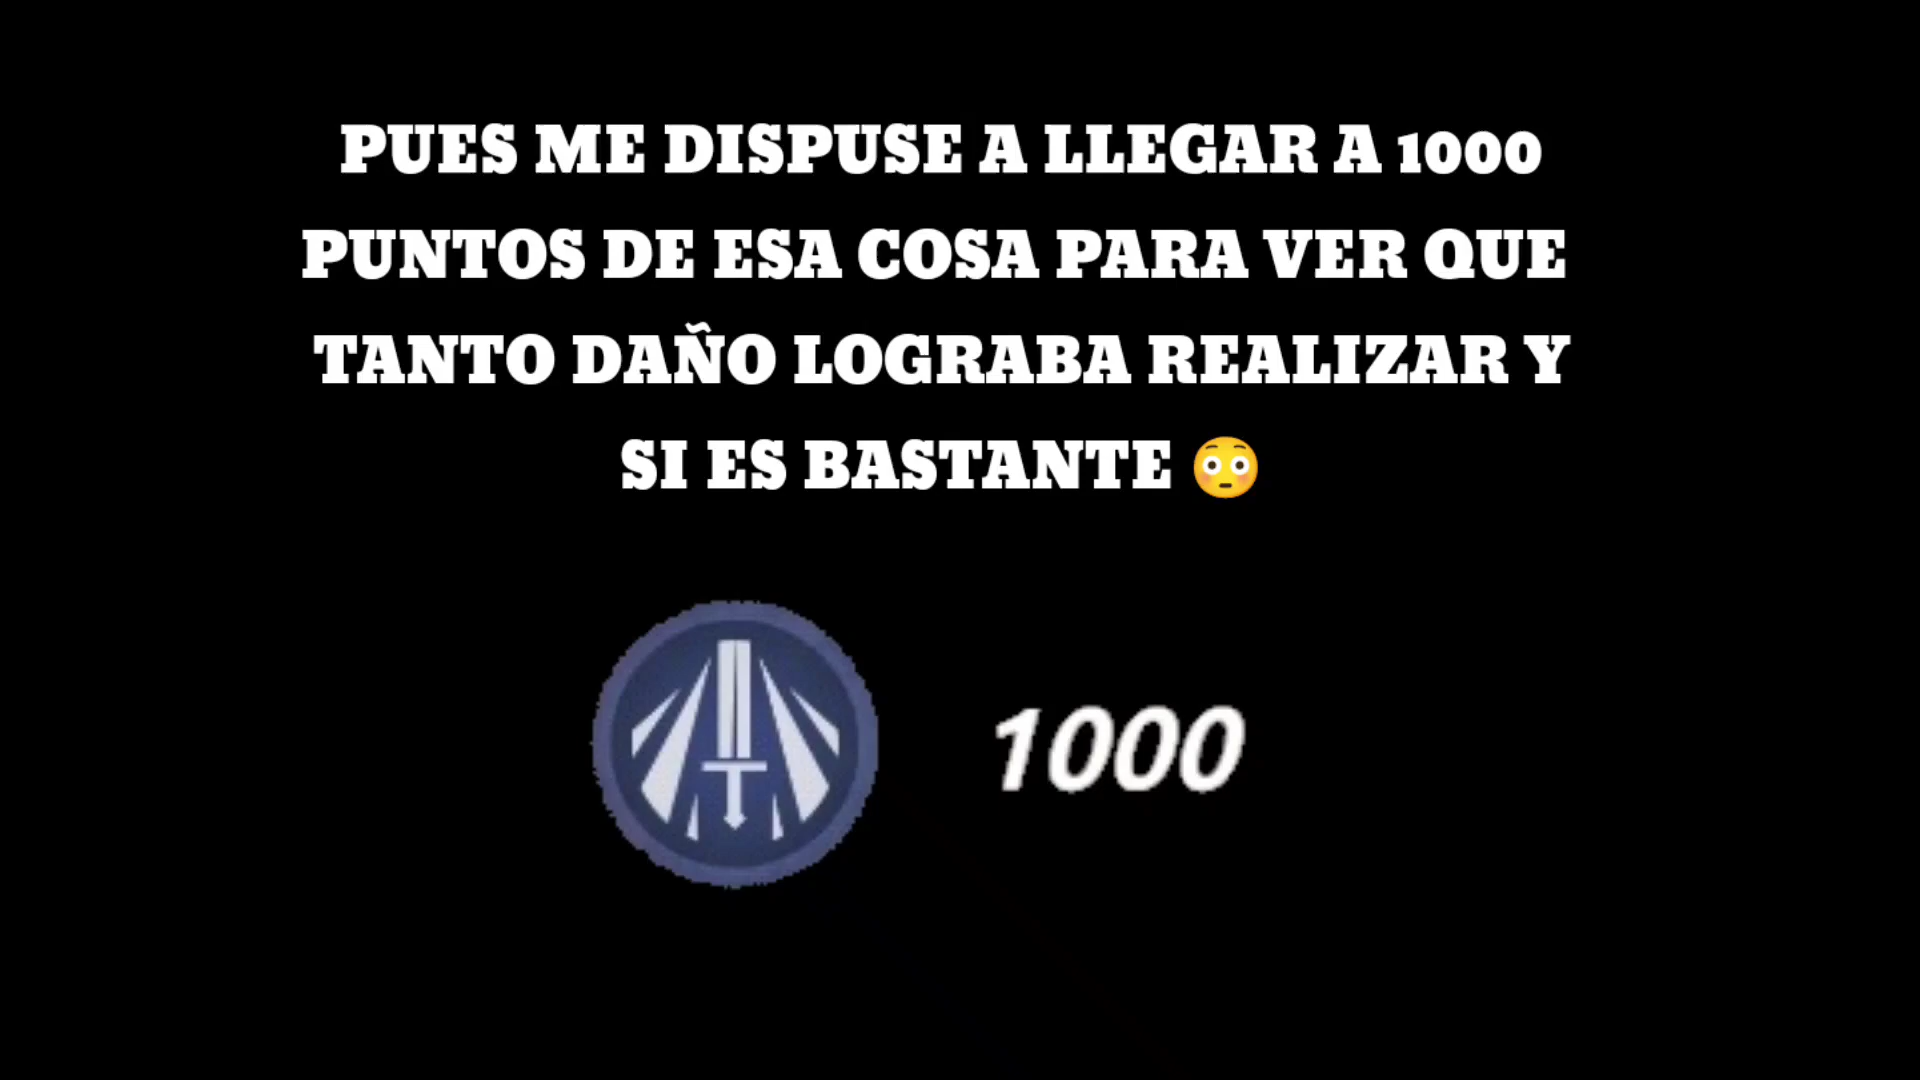 PUES ME DISPUSE A LLEGAR A 1000
PUNTOS DE ESA COSA PARA VER QUE
TANTO DAÑO LOGRABA REALIZAR Y
SI ES BASTANTE 😳
1000